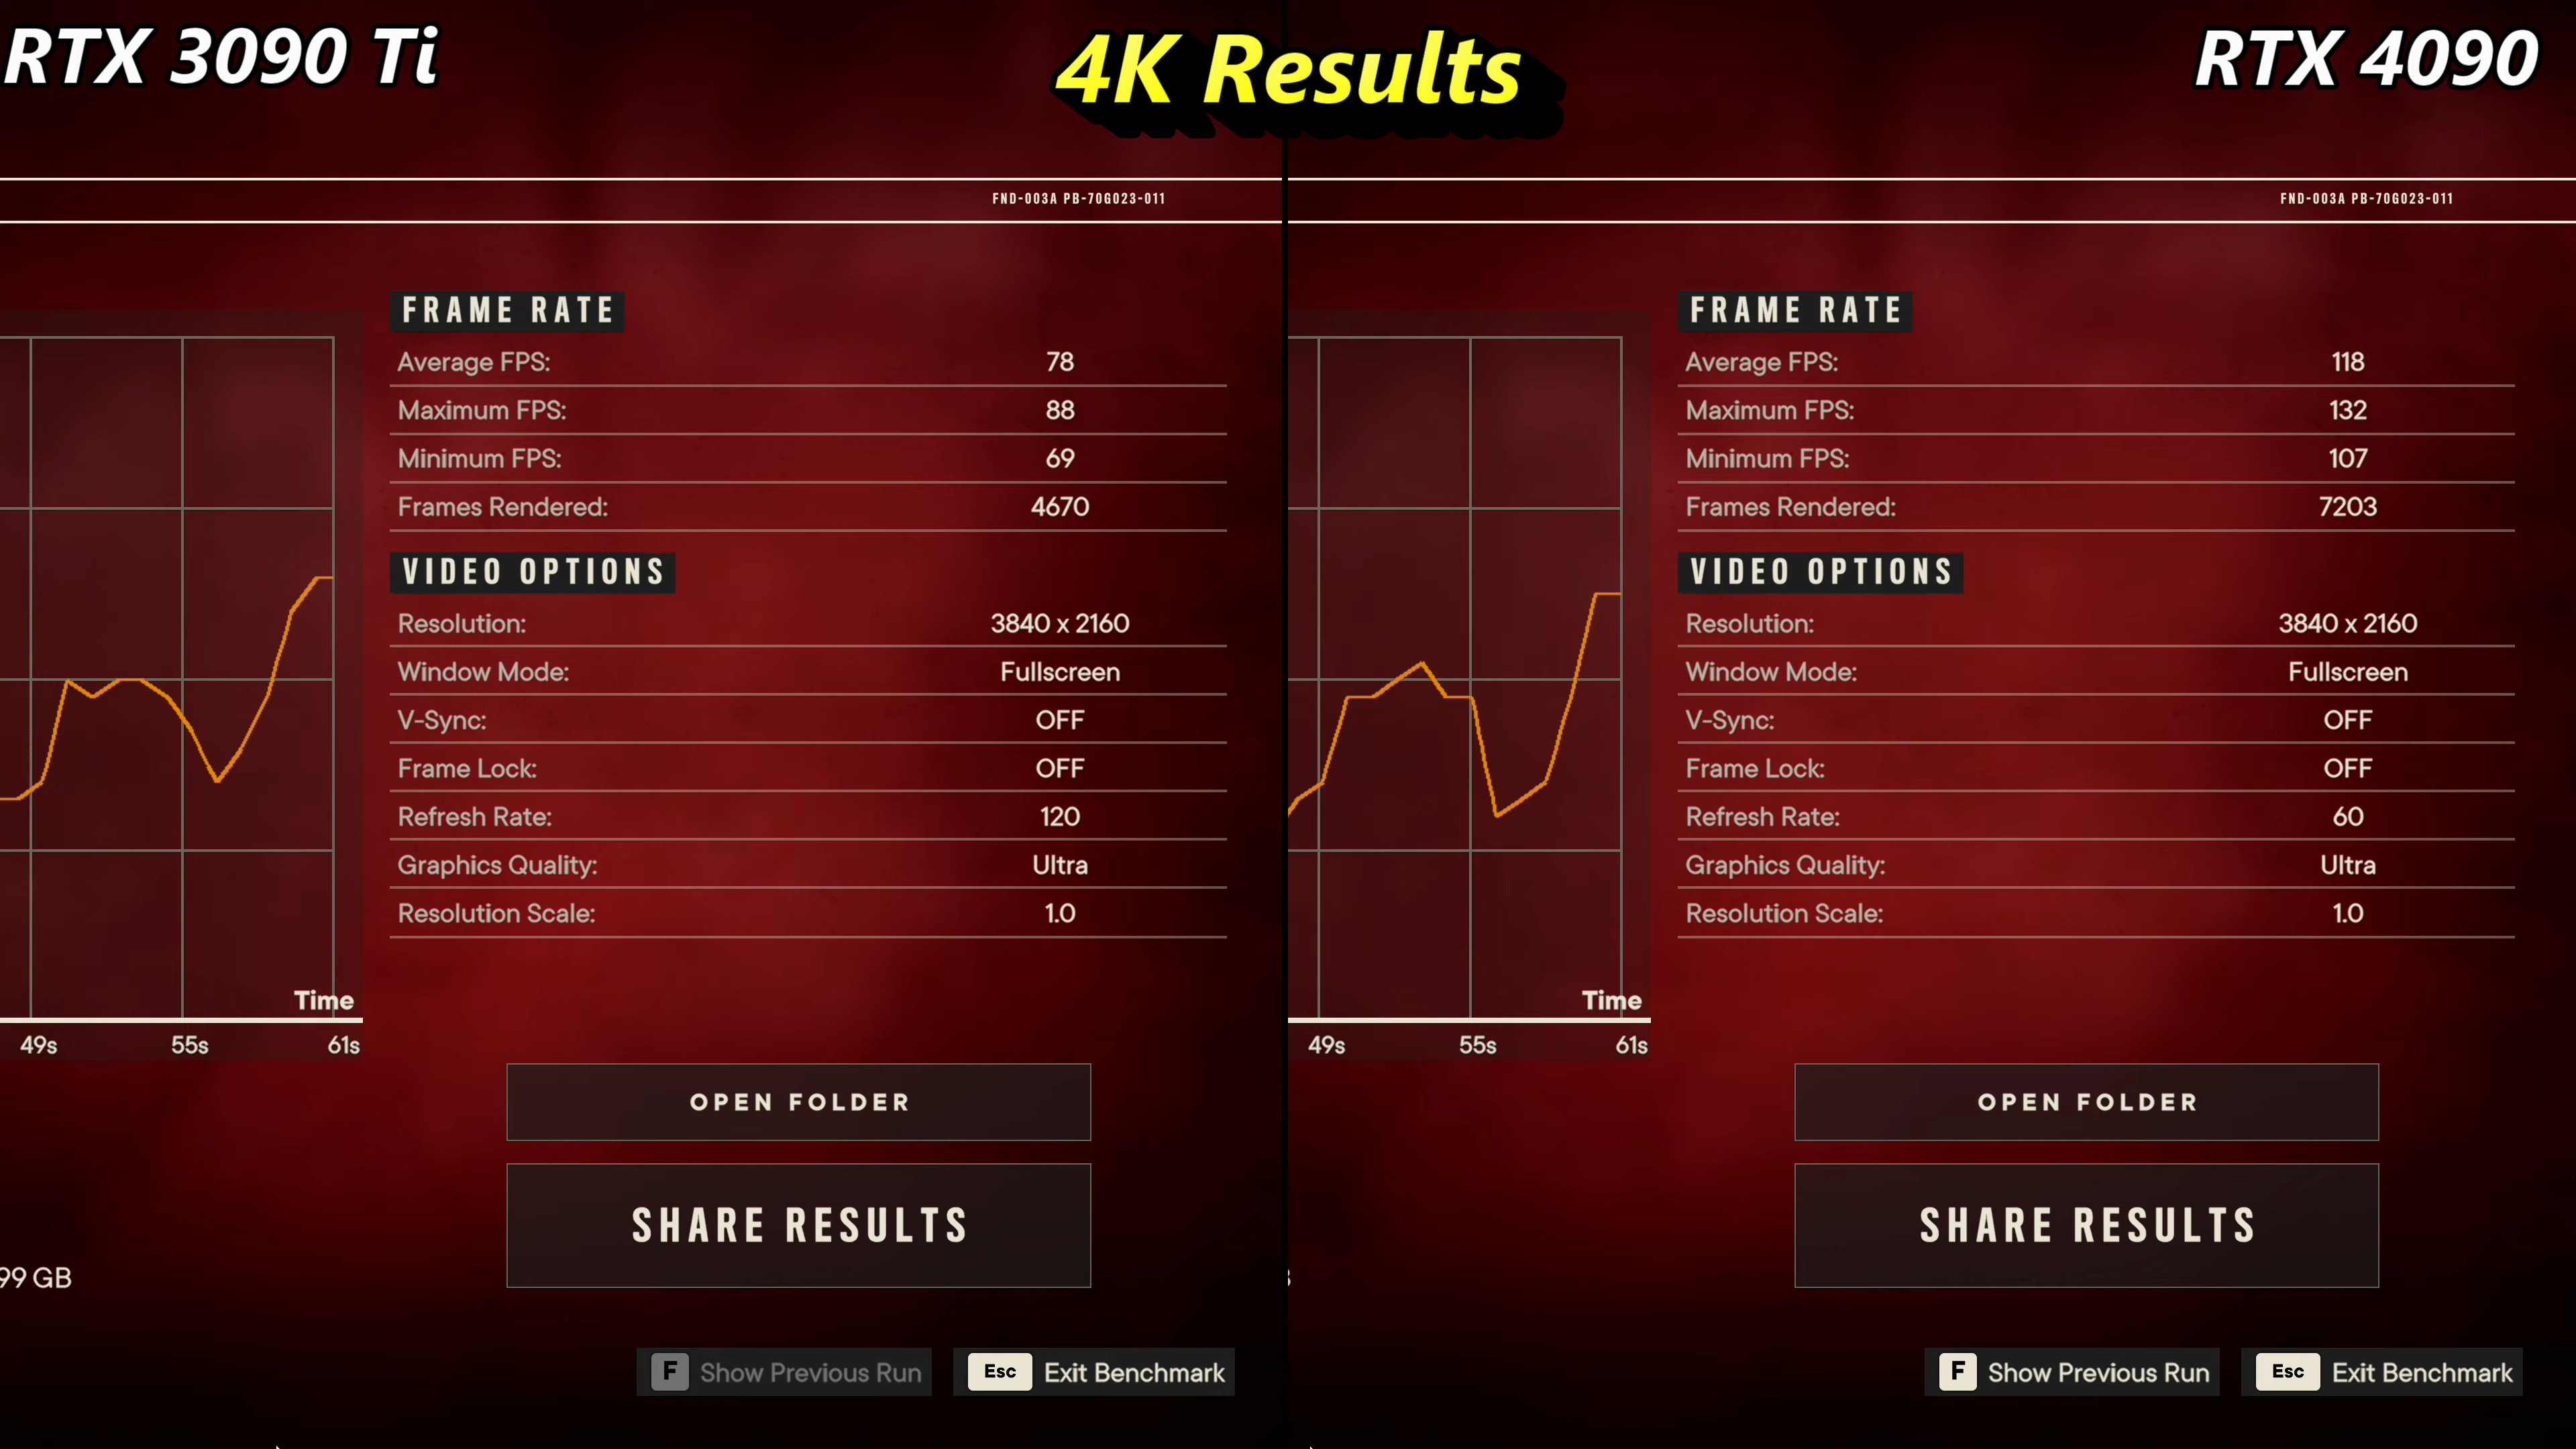 RTX 3090 Ti
4K Results
RTX 4090
FND-003A PB-70G023-011
FRAME RATE
Average FPS: 78
Maximum FPS: 88
Minimum FPS: 69
Frames Rendered: 4670
VIDEO OPTIONS
Resolution: 3840 x 2160
Window Mode: Fullscreen
V-Sync: OFF
Frame Lock: OFF
Refresh Rate: 120
Graphics Quality: Ultra
Resolution Scale: 1.0
Time
49s 55s 61s
OPEN FOLDER
SHARE RESULTS
99 GB
F Show Previous Run Esc Exit Benchmark
FND-003A PB-70G023-011
FRAME RATE
Average FPS: 118
Maximum FPS: 132
Minimum FPS: 107
Frames Rendered: 7203
VIDEO OPTIONS
Resolution: 3840 x 2160
Window Mode: Fullscreen
V-Sync: OFF
Frame Lock: OFF
Refresh Rate: 60
Graphics Quality: Ultra
Resolution Scale: 1.0
Time
49s 55s 61s
OPEN FOLDER
SHARE RESULTS
F Show Previous Run Esc Exit Benchmark